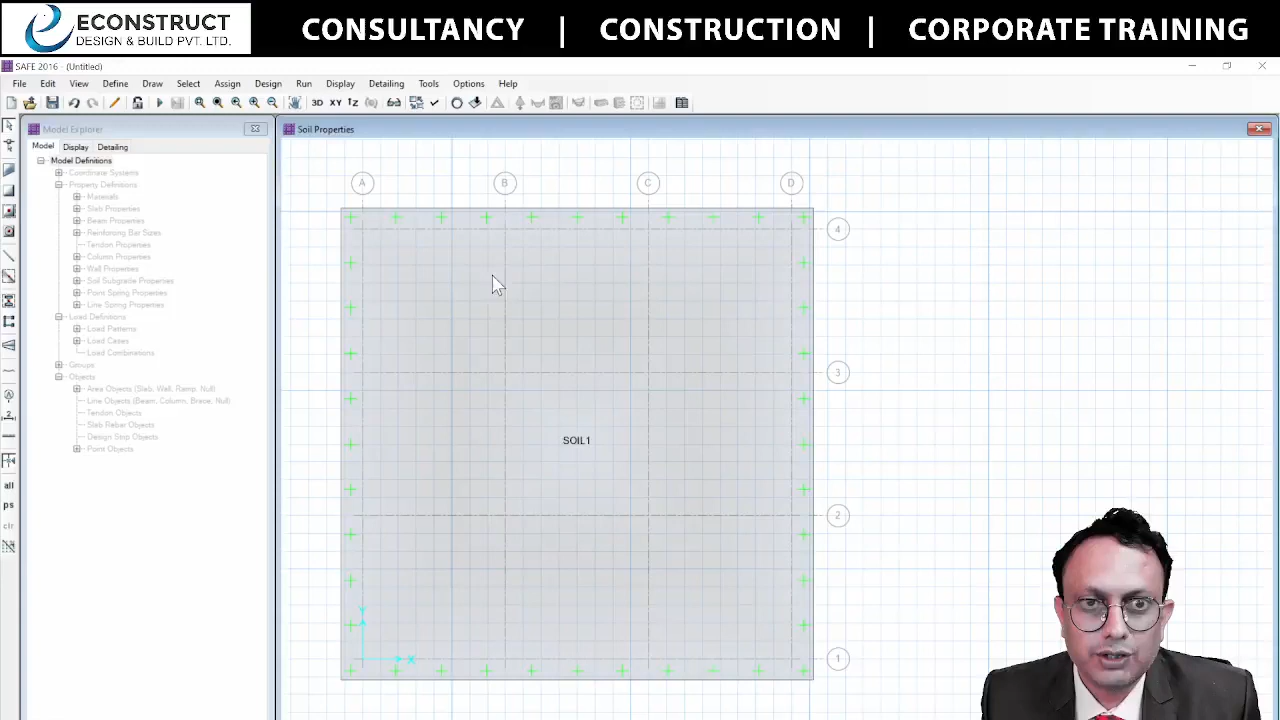 ECONSTRUCT
DESIGN & BUILD PVT. LTD.
CONSULTANCY | CONSTRUCTION | CORPORATE TRAINING
SAFE 2016 - (Untitled)
File Edit View Define Draw Select Assign Design Run Display Detailing Tools Options Help
3D XY
Model Explorer
Model Display Detailing
Model Definitions
Coordinate Systems
Property Definitions
Materials
Slab Properties
Beam Properties
Reinforcing Bar Sizes
Tendon Properties
Column Properties
Wall Properties
Soil Subgrade Properties
Point Spring Properties
Line Spring Properties
Load Definitions
Load Patterns
Load Cases
Load Combinations
Groups
Objects
Area Objects (Slab, Wall, Ramp, Null)
Line Objects (Beam, Column, Brace, Null)
Tendon Objects
Slab Rebar Objects
Design Strip Objects
Point Objects
all
ps
clr
Soil Properties
A B C D
4
3
SOIL1
2
Y
X
1